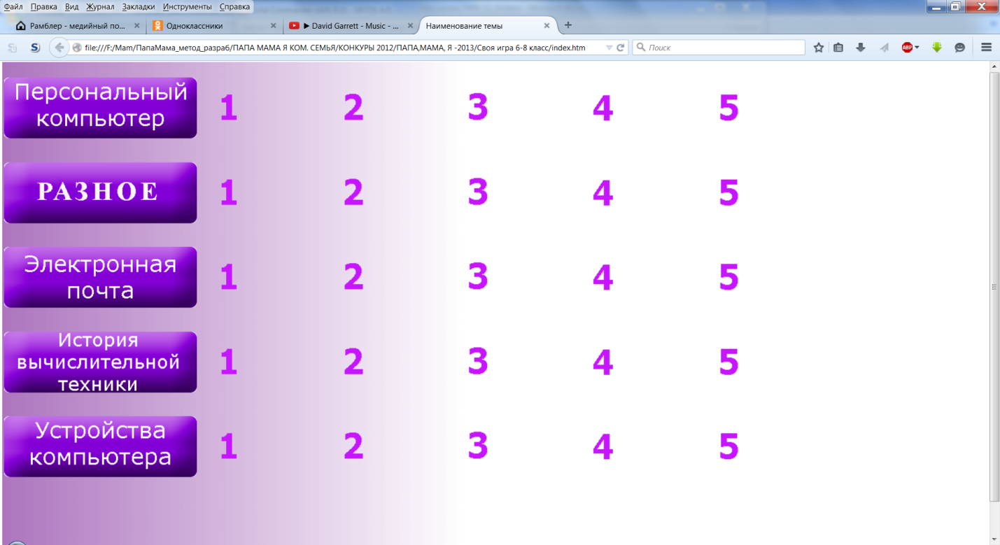 Файл Правка Вид Журнал Закладки Инструменты Справка
Рамблер - медийный по... Одноклассники ▶ David Garrett - Music - ... Наименование темы
file:///F:/Mam/ПапаМама_метод_разраб/ПАПА МАМА Я КОМ. СЕМЬЯ/КОНКУРЫ 2012/ПАПА,МАМА, Я -2013/Своя игра 6-8 класс/index.htm Поиск ABP
Персональный
компьютер
1 2 3 4 5
РАЗНОЕ
1 2 3 4 5
Электронная
почта
1 2 3 4 5
История
вычислительной
техники
1 2 3 4 5
Устройства
компьютера
1 2 3 4 5